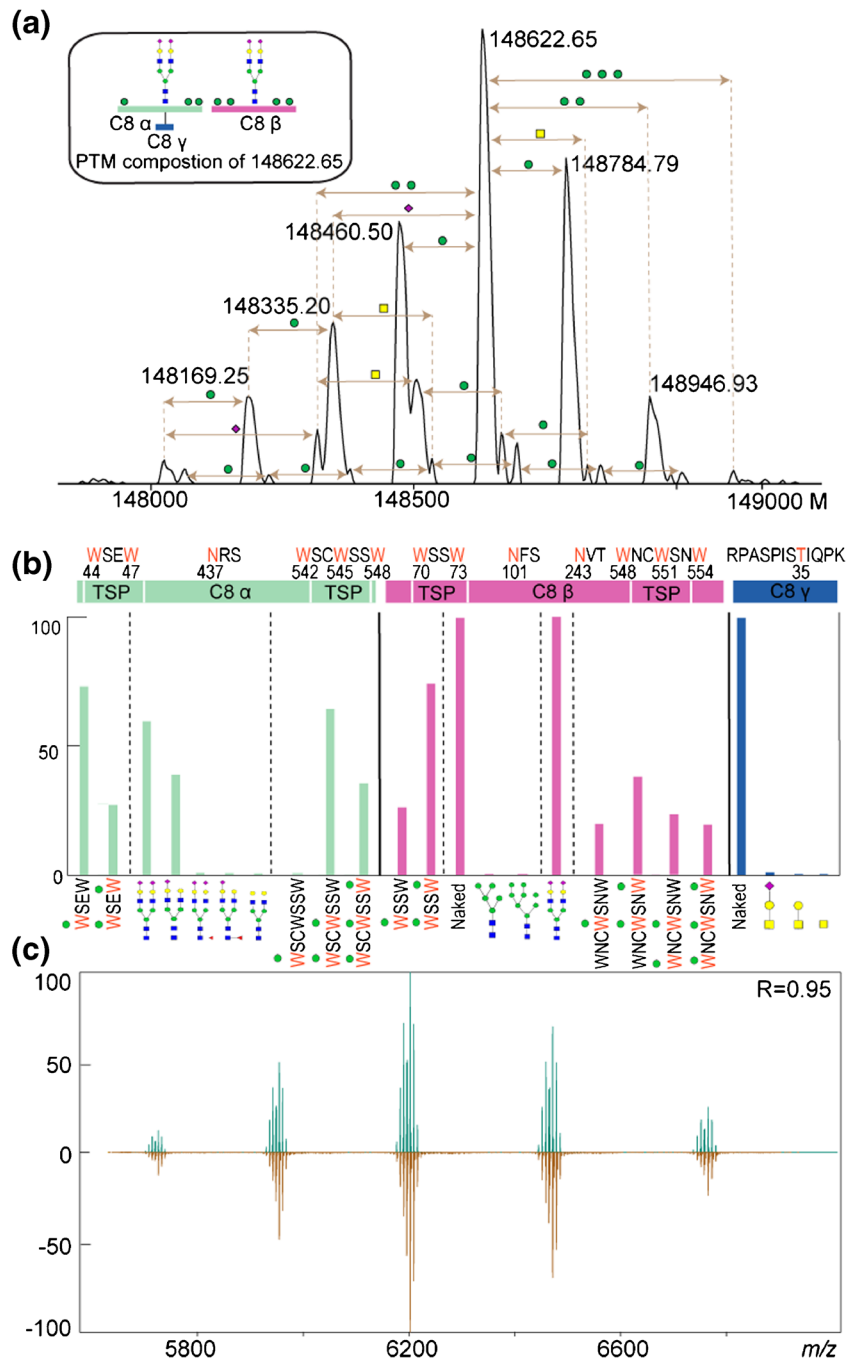 (a)
148622.65
C8 α
C8 β
C8 γ
PTM compostion of 148622.65
148784.79
148460.50
148335.20
148169.25
148946.93
148000
148500
149000 M
(b)
WSEW NRS WSCWSSW WSSW NFS NVT WNCWSNW RPASPISTIQPK
44 47 437 542 545 548 70 73 101 243 548 551 554 35
TSP C8 α TSP TSP C8 β TSP C8 γ
100
50
0
WSEW
WSEW
WSCWSSW
WSCWSSW
WSCWSSW
WSSW
WSSW
Naked
WNCWSNW
WNCWSNW
WNCWSNW
WNCWSNW
Naked
(c)
100
R=0.95
50
0
-50
-100
5800 6200 6600 m/z